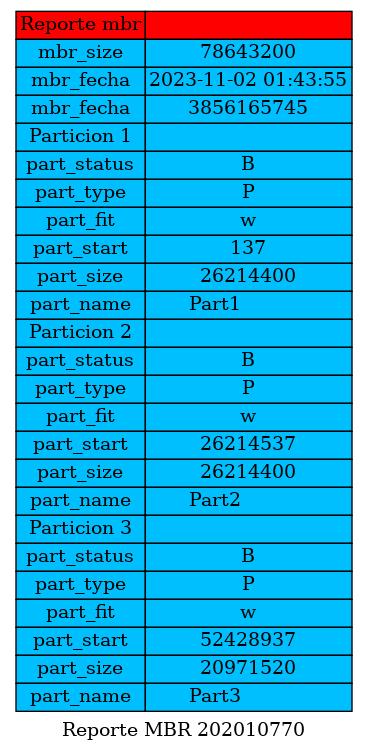 Reporte mbr
mbr_size 78643200
mbr_fecha 2023-11-02 01:43:55
mbr_fecha 3856165745
Particion 1
part_status B
part_type P
part_fit w
part_start 137
part_size 26214400
part_name Part1
Particion 2
part_status B
part_type P
part_fit w
part_start 26214537
part_size 26214400
part_name Part2
Particion 3
part_status B
part_type P
part_fit w
part_start 52428937
part_size 20971520
part_name Part3
Reporte MBR 202010770